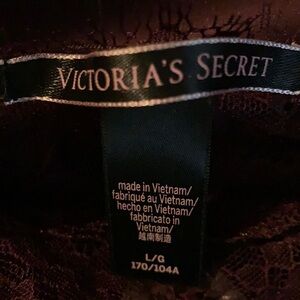 VICTORIA'S SECRET
made in Vietnam/
fabriqué au Vietnam/
hecho en Vietnam/
fabbricato in
Vietnam/
越南制造
L/G
170/104A